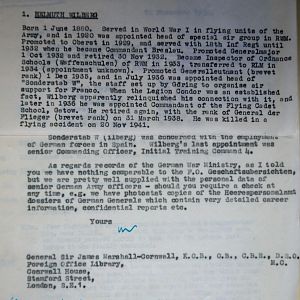 1. HELMUTH WILBERG
Born 1 June 1880. Served in World War I in flying units of the
Army, and in 1920 was appointed head of special air group in RWM.
Promoted to Oberst in 1929, and served with 18th Inf Regt until
1932 when he became Commandant Breslau. Promoted Generalmajor
1 Oct 1932 and retired 30 Nov 1932. Became Inspector of Ordnance
Schools (Waffenschulen) of RWM in 1933, transferred to RLM in
1934 (appointment unknown). Promoted Generalleutnant (brevet
rank) 1 Dec 1935, and in July 1936 was appointed head of
"Sonderstab W", the staff set up by Göring to organise air
support for Franco. When the Legion Condor was an established
fact, Wilberg apparently relinquished his connection with it, and
later in 1936 he was appointed Commandant of the Flying Cadet
School, Gatow. He retired again, with the rank of General der
Flieger (brevet rank) on 31 March 1938. He was killed in a
flying accident on 20 Nov 1941.
Sonderstab W (ilberg) was concerned with the employment
of German forces in Spain. Wilberg's last appointment was
senior Commanding Officer, Initial Training Command 4.
As regards records of the German War Ministry, as I told
you we have nothing comparable to the F.O. Geschaftsubersichten,
but we are pretty well supplied with the personal data of
senior German Army officers - should you require a check at
any time, e.g. we have photostat copies of the Heerespersonalamt
dossiers of German Generals which contain very detailed career
information, confidential reports etc.
Yours
General Sir James Marshall-Cornwall, K.C.B., C.B., C.B.E., D.S.O.
M.C.
Foreign Office Library,
Cornwall House,
Stamford Street,
London, S.E.1.